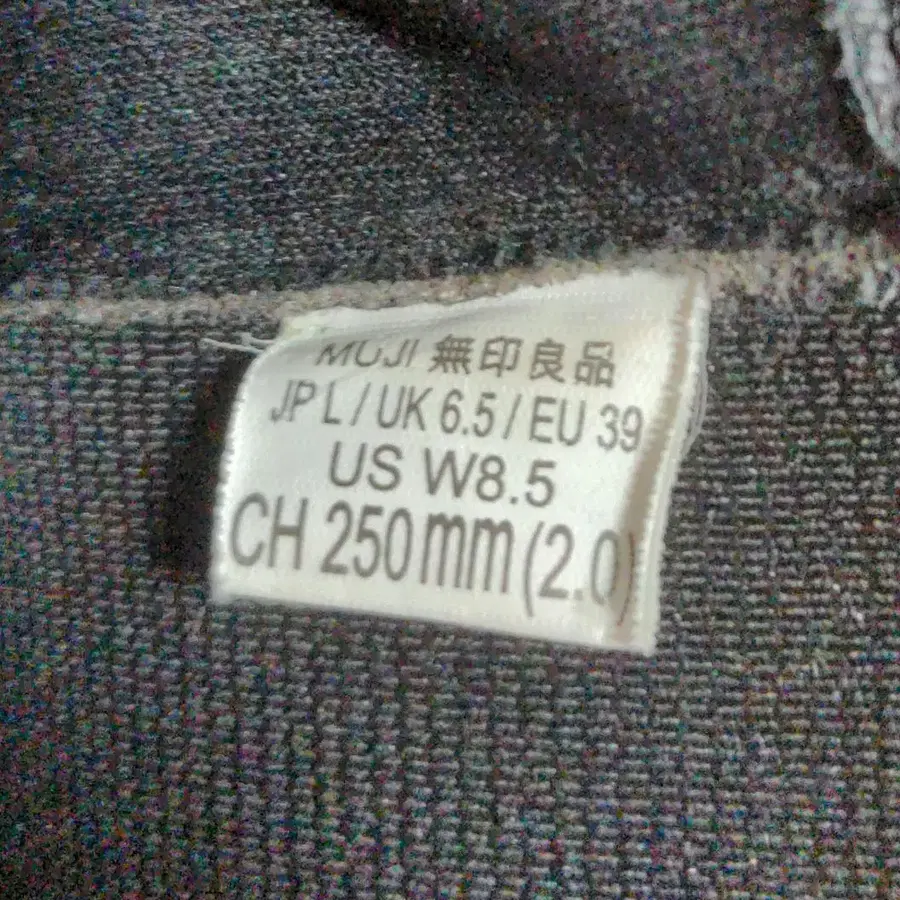 MUJI 無印良品
JP L / UK 6.5 / EU 39
US W8.5
CH 250mm (2.0)